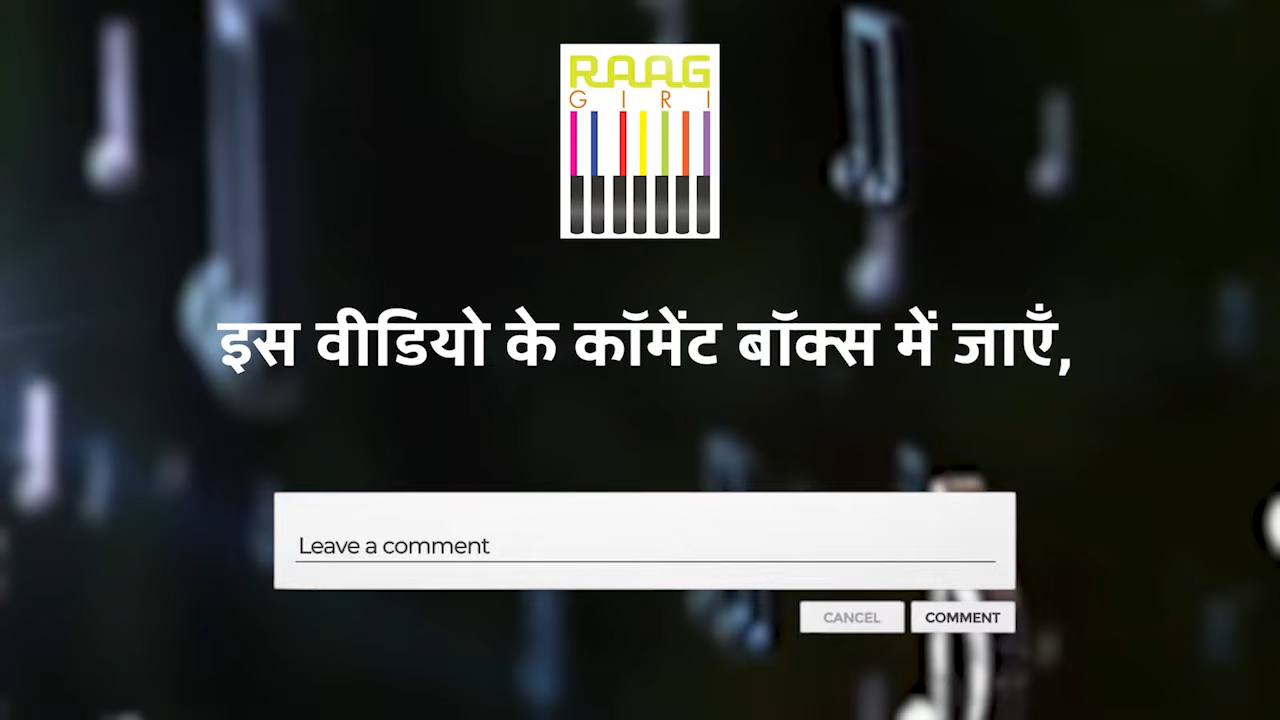 RAAG
GIRI
इस वीडियो के कॉमेंट बॉक्स में जाएँ,
Leave a comment
CANCEL
COMMENT